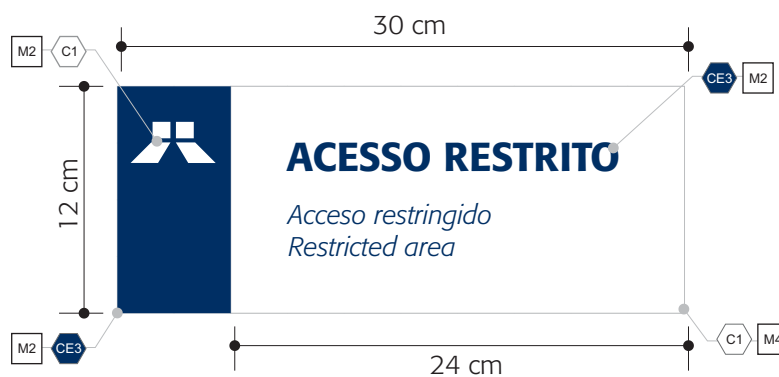 30 cm
M2 C1
CE3 M2
12 cm
ACESSO RESTRITO
Acceso restringido
Restricted area
M2 CE3
C1 M4
24 cm